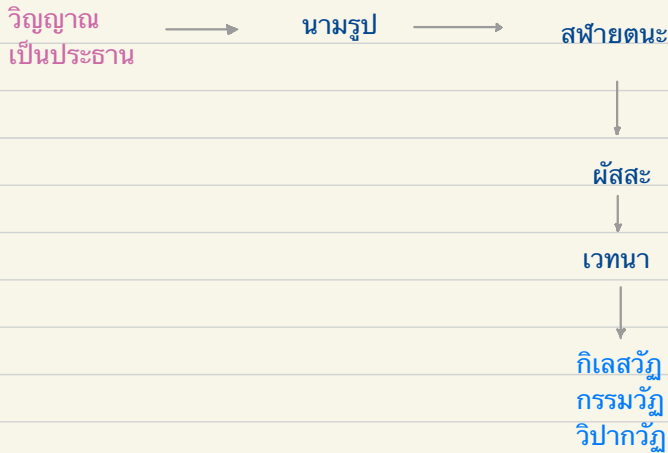 วิญญาณ
เป็นประธาน
นามรูป
สฬายตนะ
ผัสสะ
เวทนา
กิเลสวัฏ
กรรมวัฏ
วิปากวัฏ